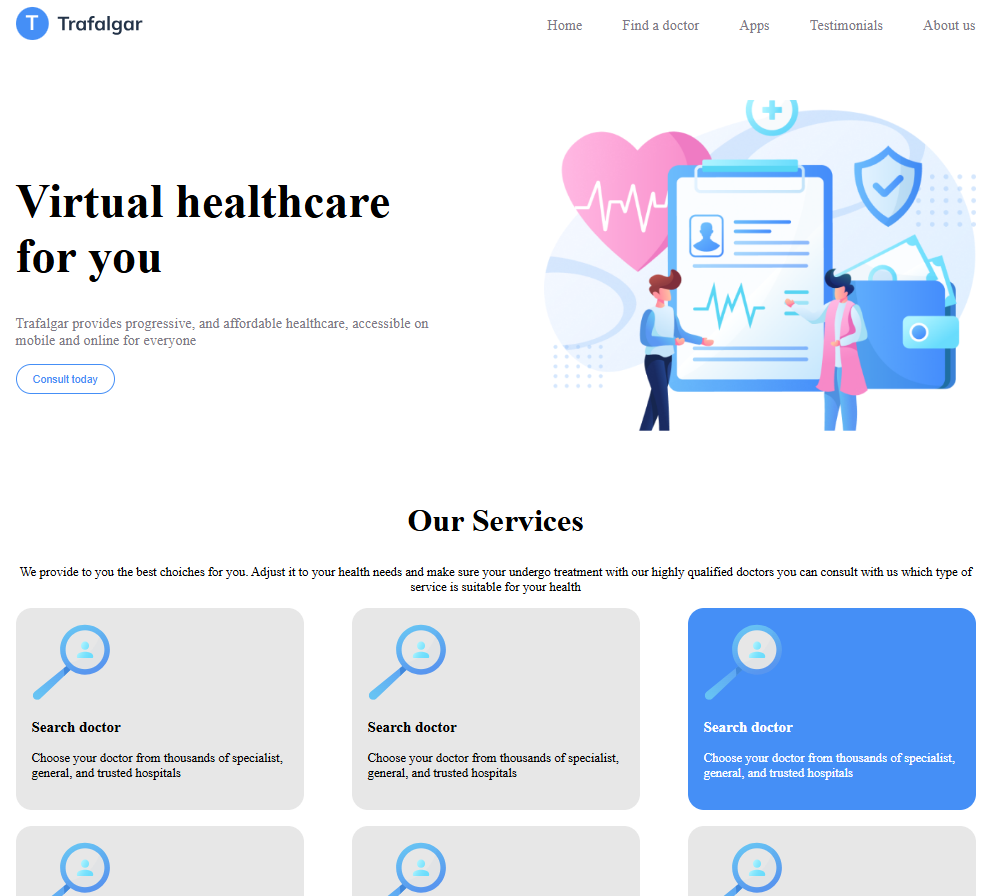 T Trafalgar
Home Find a doctor Apps Testimonials About us
Virtual healthcare
for you
Trafalgar provides progressive, and affordable healthcare, accessible on
mobile and online for everyone
Consult today
Our Services
We provide to you the best choiches for you. Adjust it to your health needs and make sure your undergo treatment with our highly qualified doctors you can consult with us which type of
service is suitable for your health
Search doctor
Choose your doctor from thousands of specialist,
general, and trusted hospitals
Search doctor
Choose your doctor from thousands of specialist,
general, and trusted hospitals
Search doctor
Choose your doctor from thousands of specialist,
general, and trusted hospitals